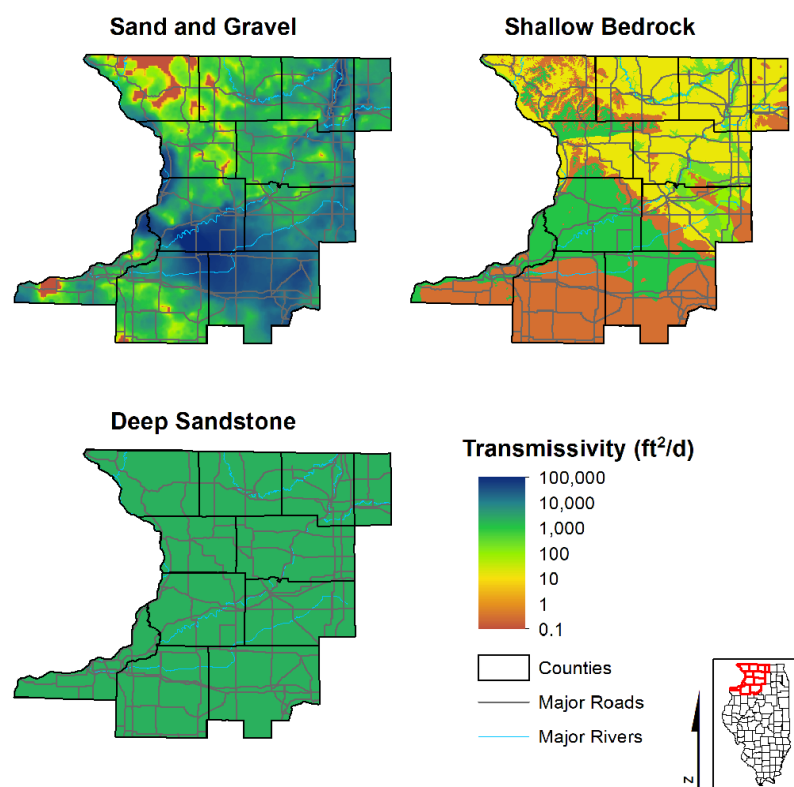 Sand and Gravel
Shallow Bedrock
Deep Sandstone
Transmissivity (ft²/d)
100,000
10,000
1,000
100
10
1
0.1
Counties
Major Roads
Major Rivers
N